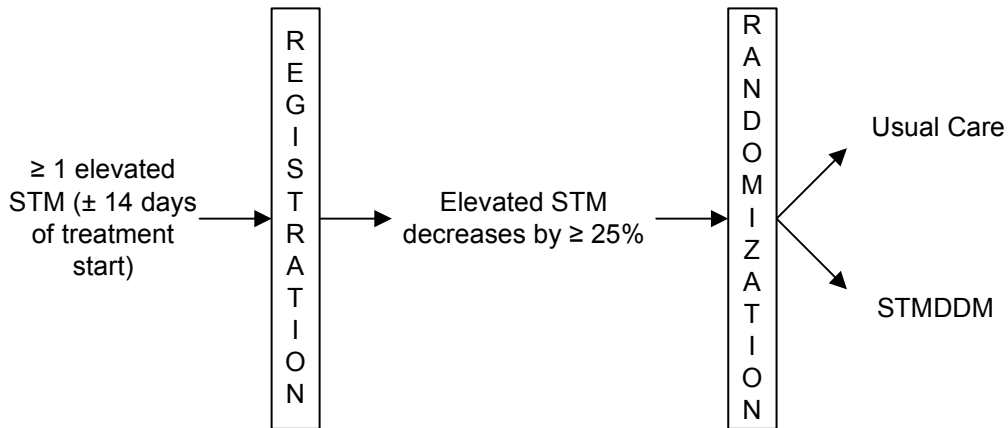 ≥ 1 elevated
STM (± 14 days
of treatment
start)
REGISTRATION
Elevated STM
decreases by ≥ 25%
RANDOMIZATION
Usual Care
STMDDM